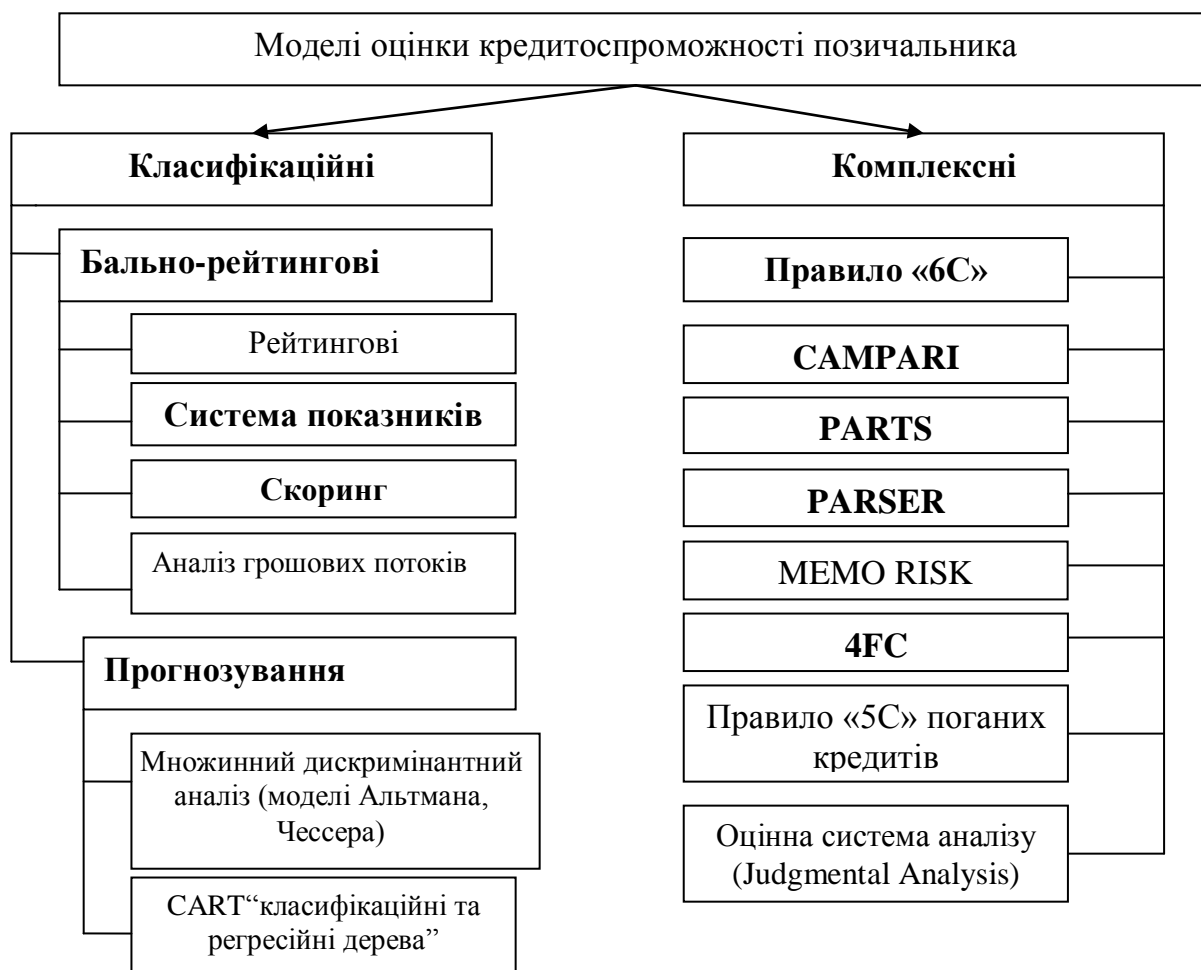 Моделі оцінки кредитоспроможності позичальника
Класифікаційні
Бально-рейтингові
Рейтингові
Система показників
Скоринг
Аналіз грошових потоків
Прогнозування
Множинний дискримінантний
аналіз (моделі Альтмана,
Чессера)
CART“класифікаційні та
регресійні дерева”
Комплексні
Правило «6С»
CAMPARI
PARTS
PARSER
MEMO RISK
4FC
Правило «5С» поганих
кредитів
Оцінна система аналізу
(Judgmental Analysis)